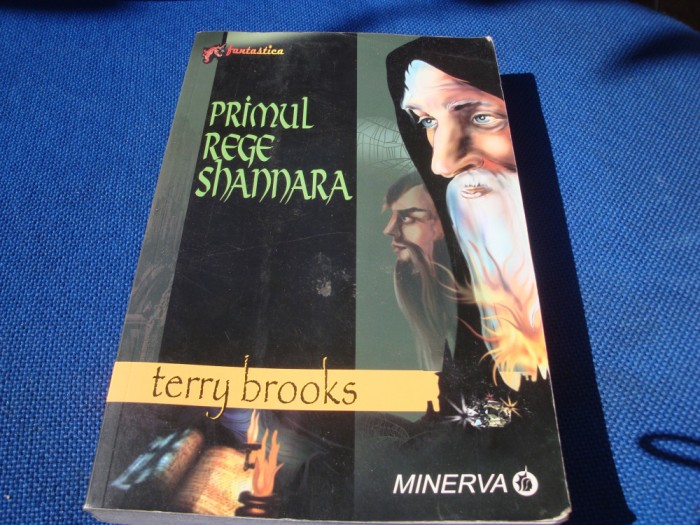 fantastica
PRIMUL
REGE
Shannara
terry brooks
MINERVA